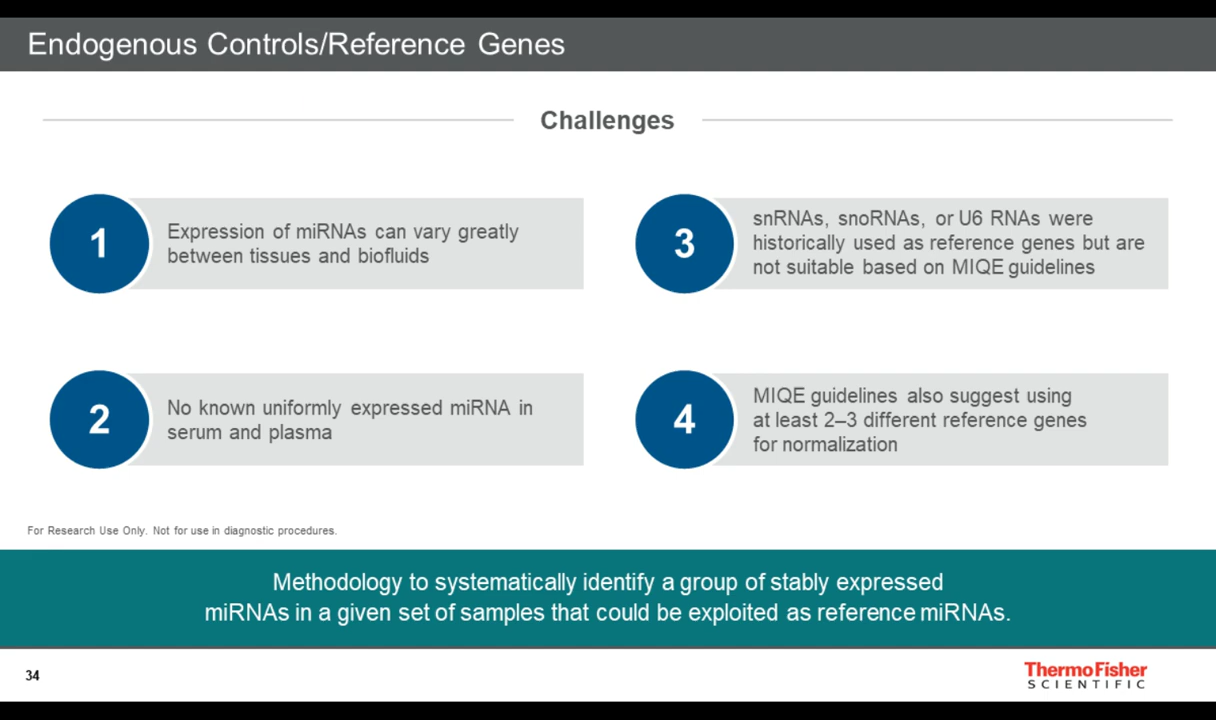 Endogenous Controls/Reference Genes
Challenges
1
Expression of miRNAs can vary greatly
between tissues and biofluids
2
No known uniformly expressed miRNA in
serum and plasma
3
snRNAs, snoRNAs, or U6 RNAs were
historically used as reference genes but are
not suitable based on MIQE guidelines
4
MIQE guidelines also suggest using
at least 2–3 different reference genes
for normalization
For Research Use Only. Not for use in diagnostic procedures.
Methodology to systematically identify a group of stably expressed
miRNAs in a given set of samples that could be exploited as reference miRNAs.
34
ThermoFisher
SCIENTIFIC